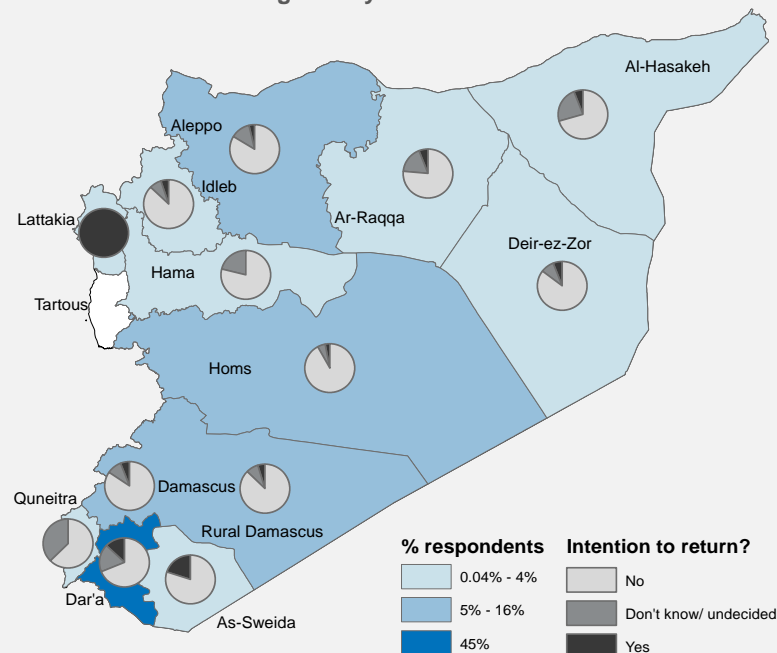 Al-Hasakeh
Aleppo
Idleb
Ar-Raqqa
Lattakia
Deir-ez-Zor
Hama
Tartous
Homs
Damascus
Quneitra
Rural Damascus
Dar'a
As-Sweida
% respondents
0.04% - 4%
5% - 16%
45%
Intention to return?
No
Don't know/ undecided
Yes